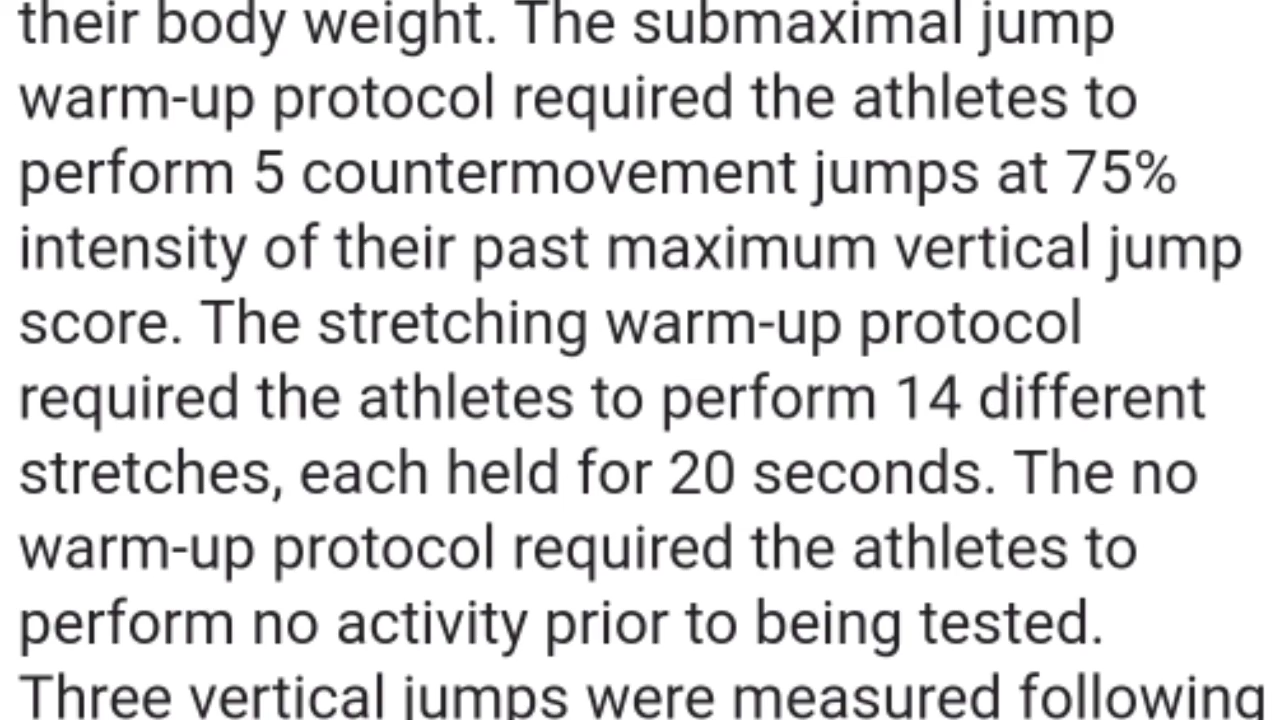 their body weight. The submaximal jump
warm-up protocol required the athletes to
perform 5 countermovement jumps at 75%
intensity of their past maximum vertical jump
score. The stretching warm-up protocol
required the athletes to perform 14 different
stretches, each held for 20 seconds. The no
warm-up protocol required the athletes to
perform no activity prior to being tested.
Three vertical jumps were measured following